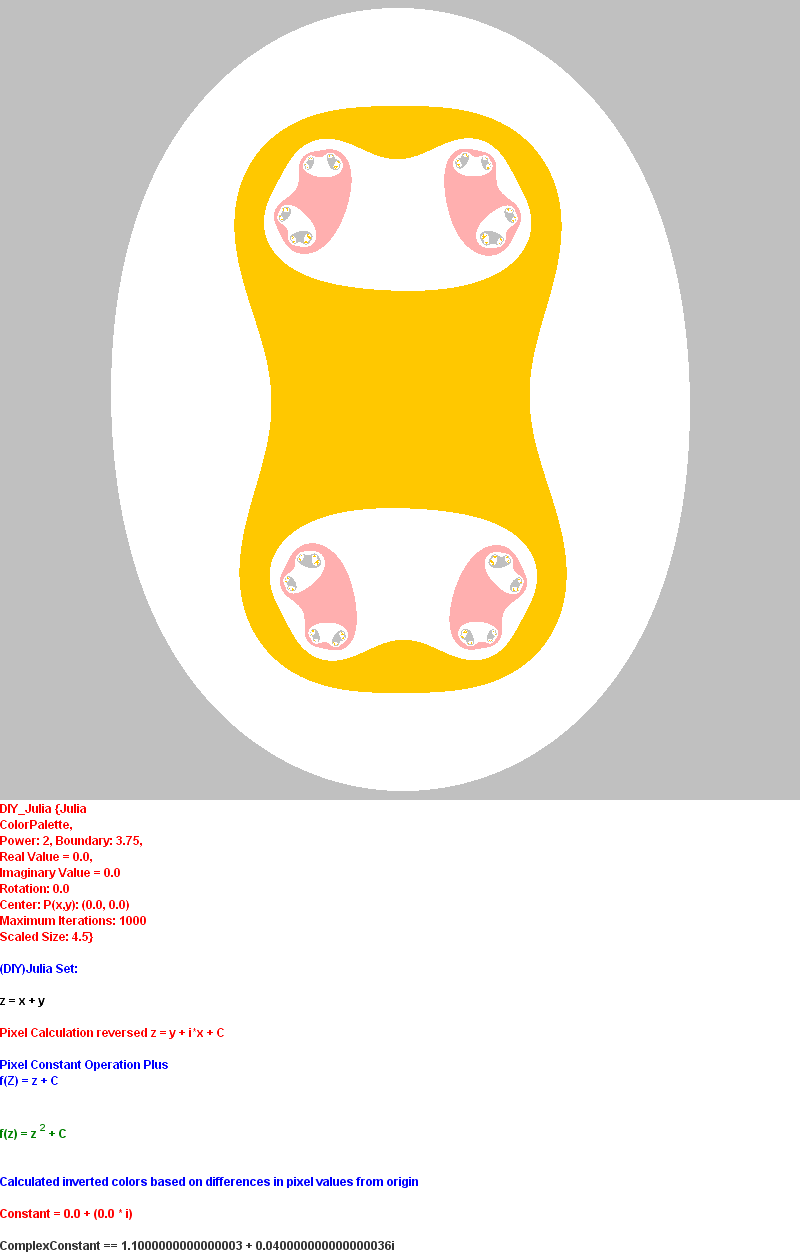 DIY_Julia {Julia
ColorPalette,
Power: 2, Boundary: 3.75,
Real Value = 0.0,
Imaginary Value = 0.0
Rotation: 0.0
Center: P(x,y): (0.0, 0.0)
Maximum Iterations: 1000
Scaled Size: 4.5}
(DIY)Julia Set:
z = x + y
Pixel Calculation reversed z = y + i*x + C
Pixel Constant Operation Plus
f(Z) = z + C
f(z) = z ² + C
Calculated inverted colors based on differences in pixel values from origin
Constant = 0.0 + (0.0 * i)
ComplexConstant == 1.1000000000000003 + 0.040000000000000036i